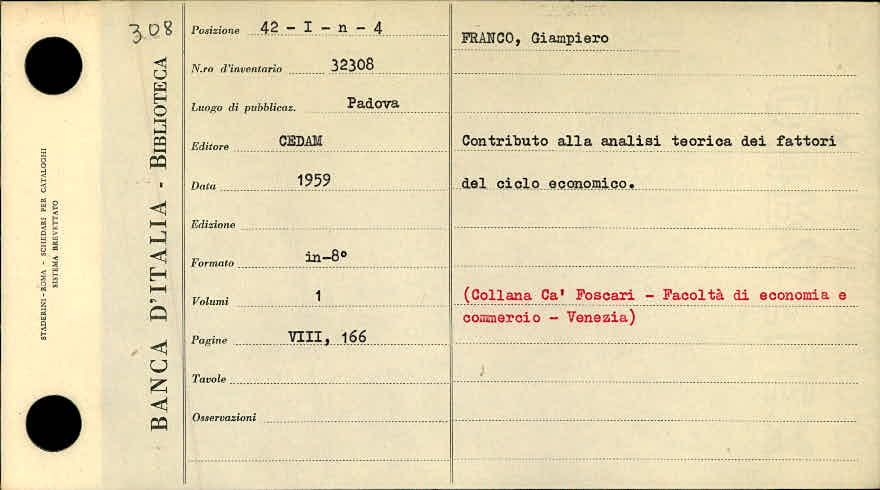 308
STADERINI - ROMA - SCHEDARI PER CATALOGHI
SISTEMA BREVETTATO
BANCA D'ITALIA - BIBLIOTECA
Posizione 42 - I - n - 4
N.ro d'inventario 32308
Luogo di pubblicaz. Padova
Editore CEDAM
Data 1959
Edizione
Formato in-8°
Volumi 1
Pagine VIII, 166
Tavole
Osservazioni
FRANCO, Giampiero
Contributo alla analisi teorica dei fattori
del ciclo economico.
(Collana Ca' Foscari - Facoltà di economia e
commercio - Venezia)